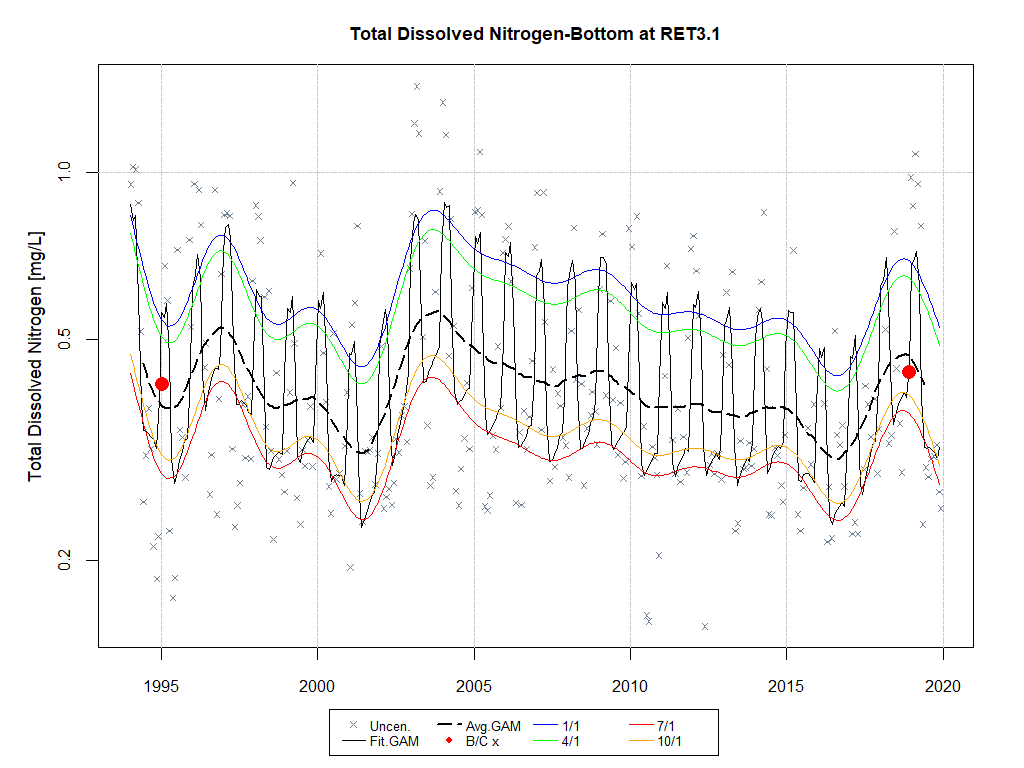 Total Dissolved Nitrogen-Bottom at RET3.1
Total Dissolved Nitrogen [mg/L]
1.0
0.5
0.2
1995 2000 2005 2010 2015 2020
Uncen. Avg.GAM 1/1 7/1
Fit.GAM B/C x 4/1 10/1